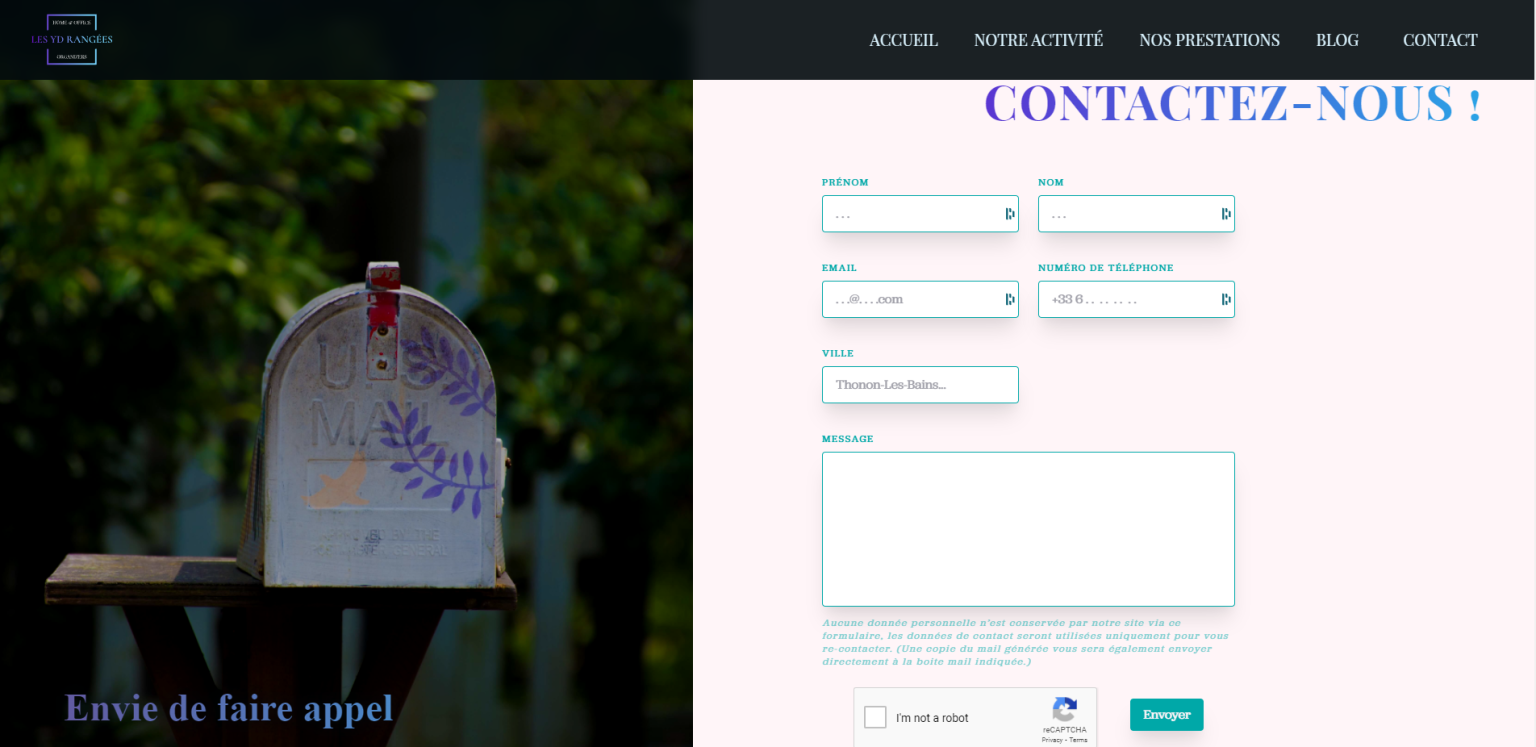 HOME & OFFICE
LES YD RANGÉES
ORGANISERS
ACCUEIL
NOTRE ACTIVITÉ
NOS PRESTATIONS
BLOG
CONTACT
U.S.
MAIL
Envie de faire appel
CONTACTEZ-NOUS !
PRÉNOM
NOM
. . .
. . .
EMAIL
NUMÉRO DE TÉLÉPHONE
. . .@. . . .com
+33 6 . . . . . . . .
VILLE
Thonon-Les-Bains...
MESSAGE
Aucune donnée personnelle n'est conservée par notre site via ce
formulaire, les données de contact seront utilisées uniquement pour vous
re-contacter. (Une copie du mail générée vous sera également envoyer
directement à la boite mail indiquée.)
I'm not a robot
reCAPTCHA
Privacy - Terms
Envoyer